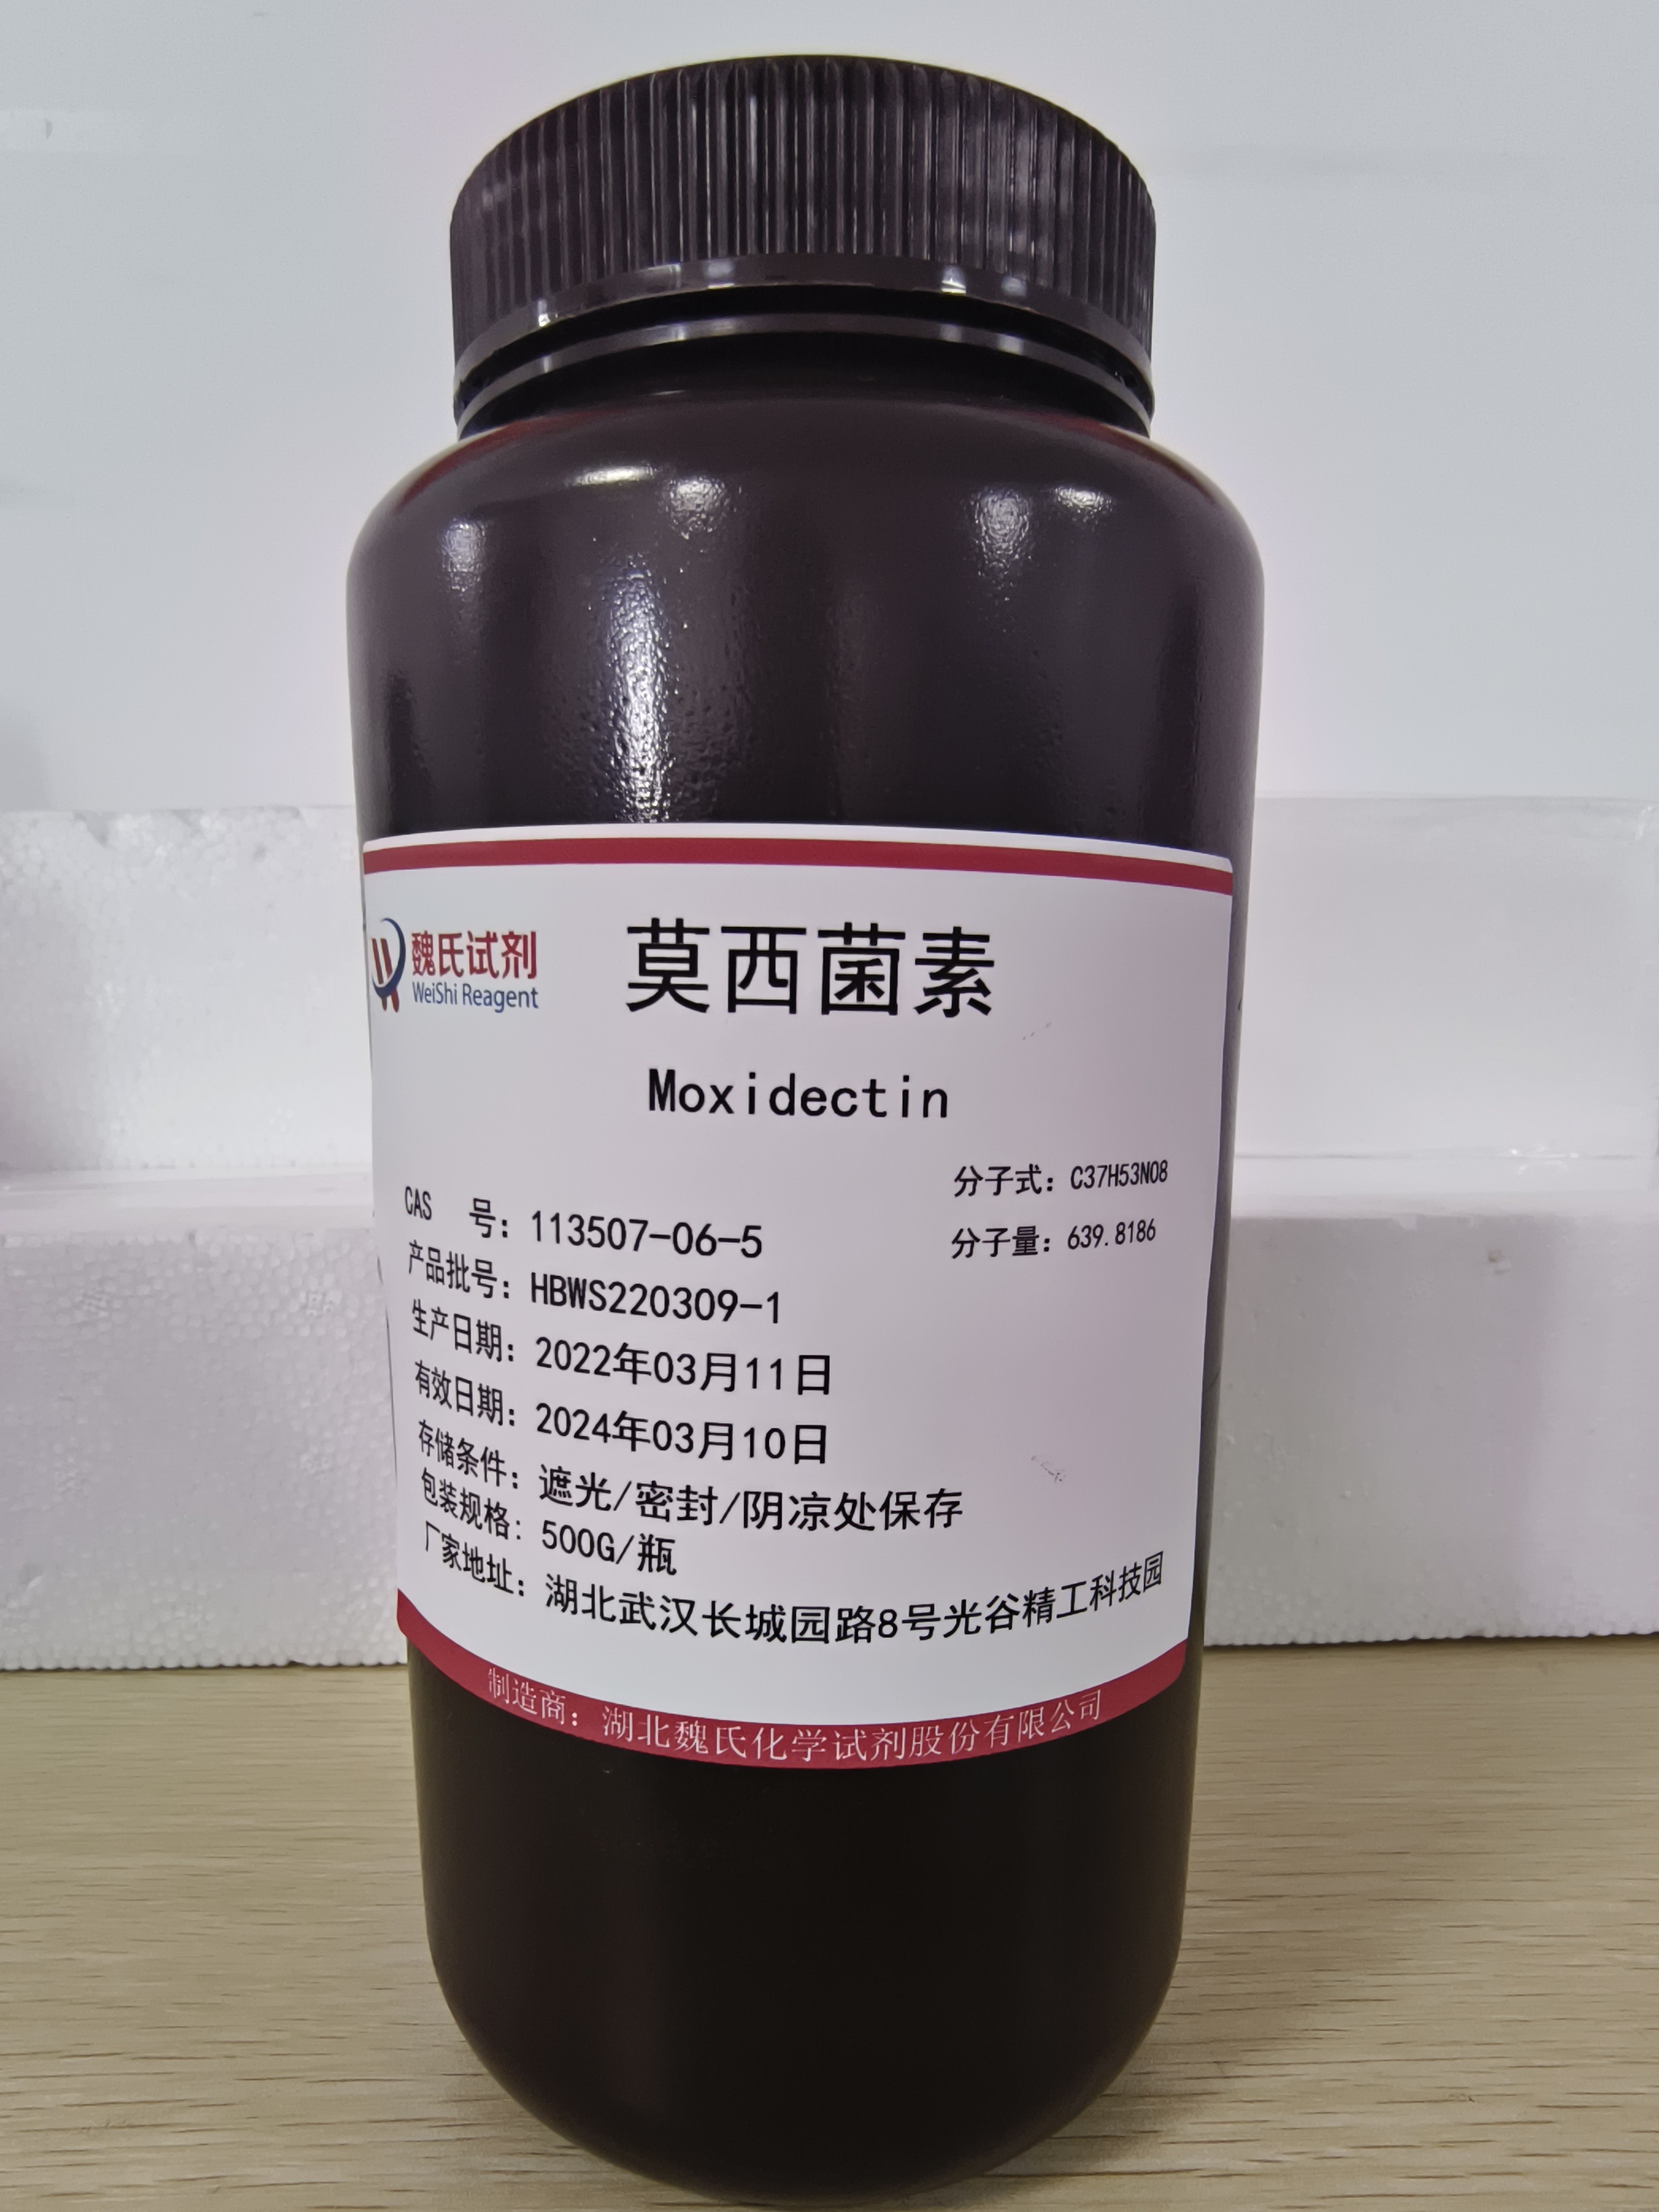 魏氏试剂
WeiShi Reagent
莫西菌素
Moxidectin
分子式：C37H53NO8
分子量：639.8186
CAS 号：113507-06-5
产品批号：HBWS220309-1
生产日期：2022年03月11日
有效日期：2024年03月10日
存储条件：遮光/密封/阴凉处保存
包装规格：500G/瓶
厂家地址：湖北武汉长城园路8号光谷精工科技园
制造商：湖北魏氏化学试剂股份有限公司